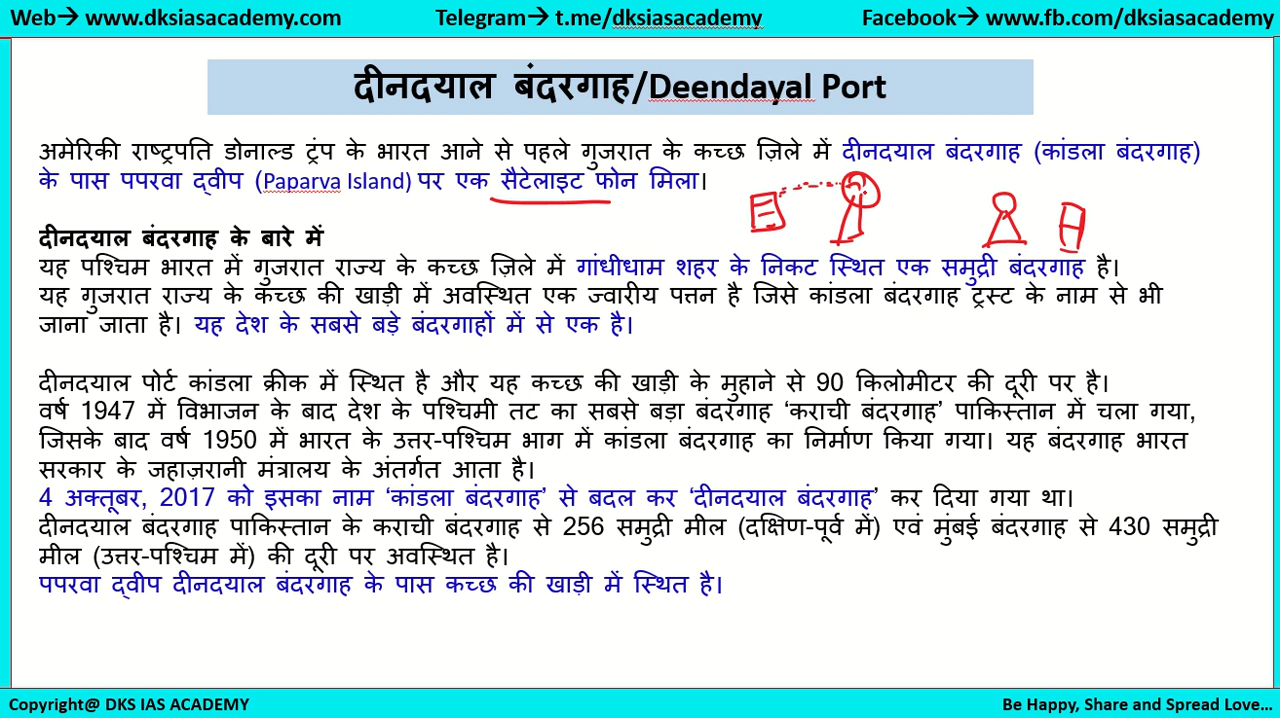 Web→ www.dksiasacademy.com Telegram→ t.me/dksiasacademy Facebook→ www.fb.com/dksiasacademy
दीनदयाल बंदरगाह/Deendayal Port
अमेरिकी राष्ट्रपति डोनाल्ड ट्रंप के भारत आने से पहले गुजरात के कच्छ ज़िले में दीनदयाल बंदरगाह (कांडला बंदरगाह)
के पास पपरवा द्वीप (Paparva Island) पर एक सैटेलाइट फोन मिला।
दीनदयाल बंदरगाह के बारे में
यह पश्चिम भारत में गुजरात राज्य के कच्छ ज़िले में गांधीधाम शहर के निकट स्थित एक समुद्री बंदरगाह है।
यह गुजरात राज्य के कच्छ की खाड़ी में अवस्थित एक ज्वारीय पत्तन है जिसे कांडला बंदरगाह ट्रस्ट के नाम से भी
जाना जाता है। यह देश के सबसे बड़े बंदरगाहों में से एक है।
दीनदयाल पोर्ट कांडला क्रीक में स्थित है और यह कच्छ की खाड़ी के मुहाने से 90 किलोमीटर की दूरी पर है।
वर्ष 1947 में विभाजन के बाद देश के पश्चिमी तट का सबसे बड़ा बंदरगाह ‘कराची बंदरगाह’ पाकिस्तान में चला गया,
जिसके बाद वर्ष 1950 में भारत के उत्तर-पश्चिम भाग में कांडला बंदरगाह का निर्माण किया गया। यह बंदरगाह भारत
सरकार के जहाज़रानी मंत्रालय के अंतर्गत आता है।
4 अक्तूबर, 2017 को इसका नाम ‘कांडला बंदरगाह’ से बदल कर ‘दीनदयाल बंदरगाह’ कर दिया गया था।
दीनदयाल बंदरगाह पाकिस्तान के कराची बंदरगाह से 256 समुद्री मील (दक्षिण-पूर्व में) एवं मुंबई बंदरगाह से 430 समुद्री
मील (उत्तर-पश्चिम में) की दूरी पर अवस्थित है।
पपरवा द्वीप दीनदयाल बंदरगाह के पास कच्छ की खाड़ी में स्थित है।
Copyright@ DKS IAS ACADEMY Be Happy, Share and Spread Love…